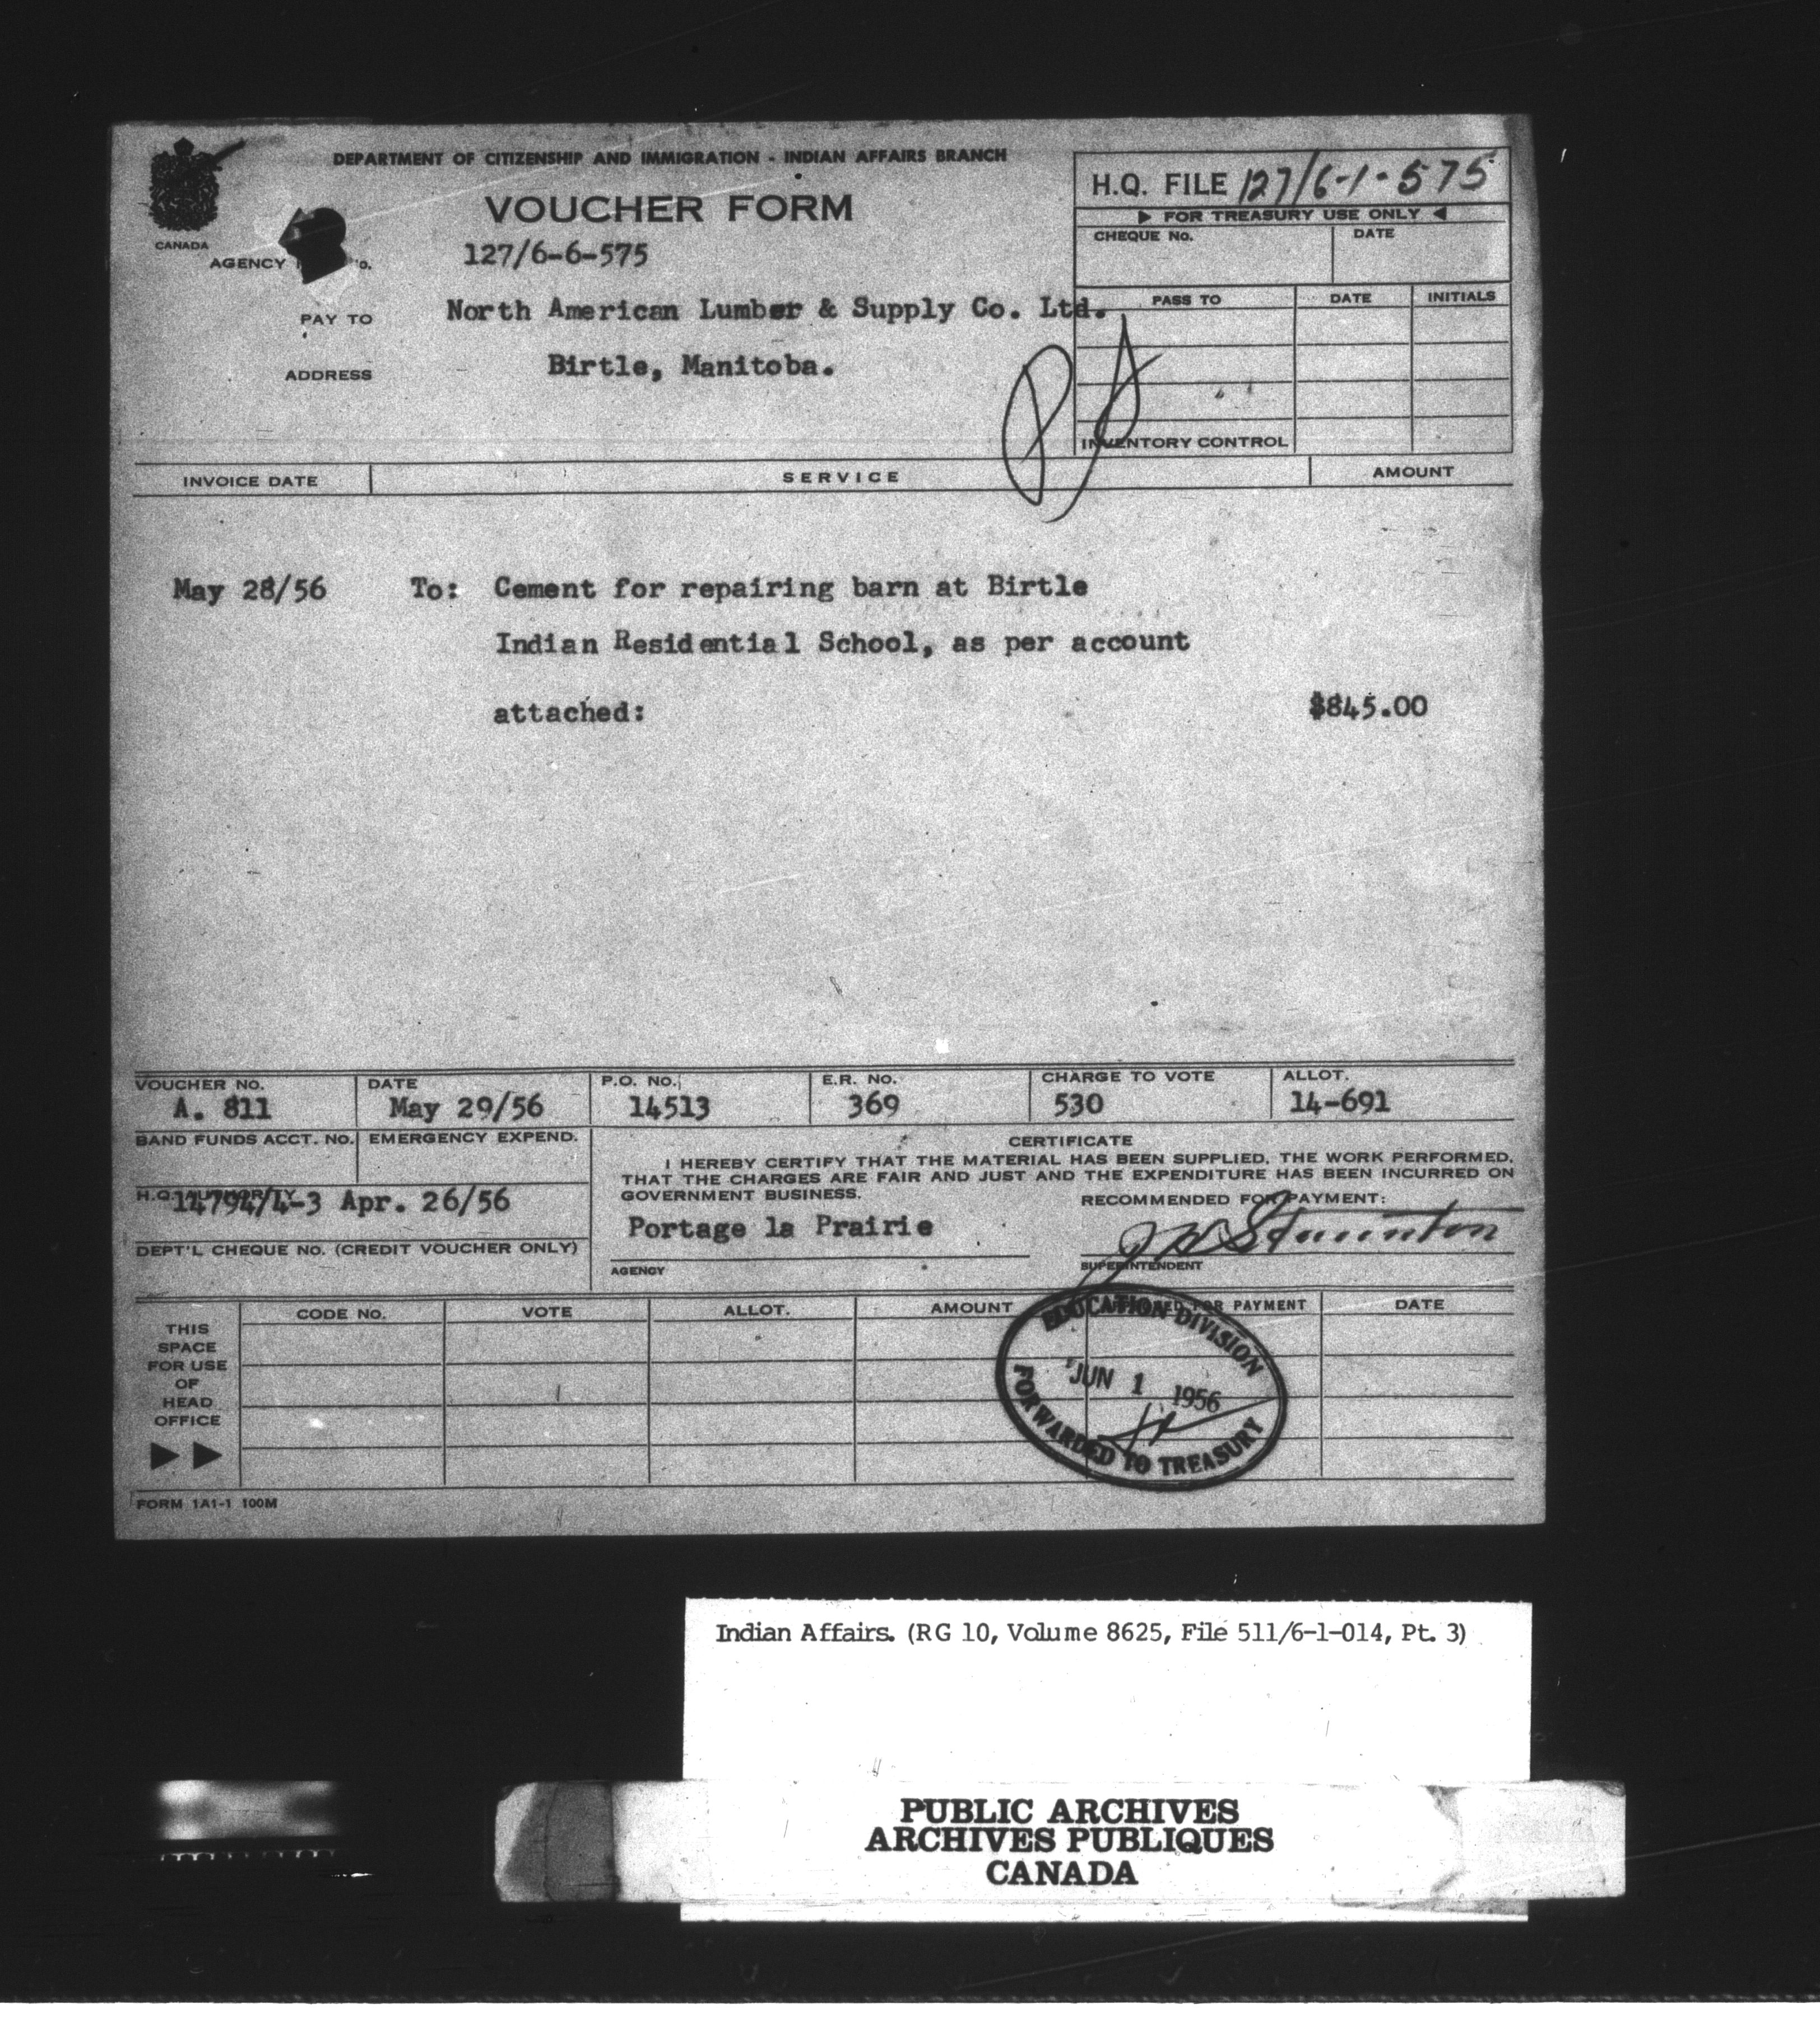 DEPARTMENT OF CITIZENSHIP AND IMMIGRATION - INDIAN AFFAIRS BRANCH
VOUCHER FORM
CANADA
AGENCY o. 127/6-6-575
PAY TO North American Lumber & Supply Co. Ltd.
ADDRESS Birtle, Manitoba.
H.Q. FILE 127/6-1-575
FOR TREASURY USE ONLY
CHEQUE No. DATE
PASS TO DATE INITIALS
INVENTORY CONTROL
INVOICE DATE SERVICE AMOUNT
May 28/56 To: Cement for repairing barn at Birtle
Indian Residential School, as per account
attached: $845.00
VOUCHER NO. DATE P.O. NO. E.R. NO. CHARGE TO VOTE ALLOT.
A. 811 May 29/56 14513 369 530 14-691
BAND FUNDS ACCT. NO. EMERGENCY EXPEND.
H.Q. AUTHORITY
14794/4-3 Apr. 26/56
DEPT'L CHEQUE NO. (CREDIT VOUCHER ONLY)
CERTIFICATE
I HEREBY CERTIFY THAT THE MATERIAL HAS BEEN SUPPLIED, THE WORK PERFORMED,
THAT THE CHARGES ARE FAIR AND JUST AND THE EXPENDITURE HAS BEEN INCURRED ON
GOVERNMENT BUSINESS.
RECOMMENDED FOR PAYMENT:
Portage la Prairie
Staunton
AGENCY
SUPERINTENDENT
THIS
SPACE
FOR USE
OF
HEAD
OFFICE
CODE NO. VOTE ALLOT. AMOUNT FOR PAYMENT DATE
EDUCATION DIVISION
JUN 1 1956
FORWARDED TO TREASURY
FORM 1A1-1 100M
Indian Affairs. (RG 10, Volume 8625, File 511/6-1-014, Pt. 3)
PUBLIC ARCHIVES
ARCHIVES PUBLIQUES
CANADA